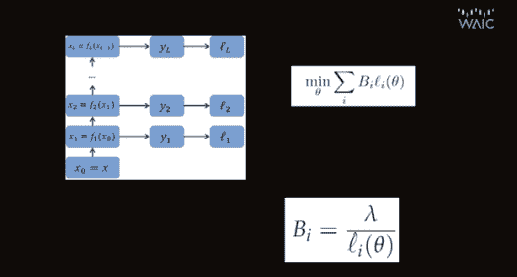 WAIC
x_L = f_L(x_{L-1}) y_L ℓ_L
...
x_2 = f_2(x_1) y_2 ℓ_2
x_1 = f_1(x_0) y_1 ℓ_1
x_0 = x
min_θ ∑_i B_i ℓ_i(θ)
B_i = λ / ℓ_i(θ)